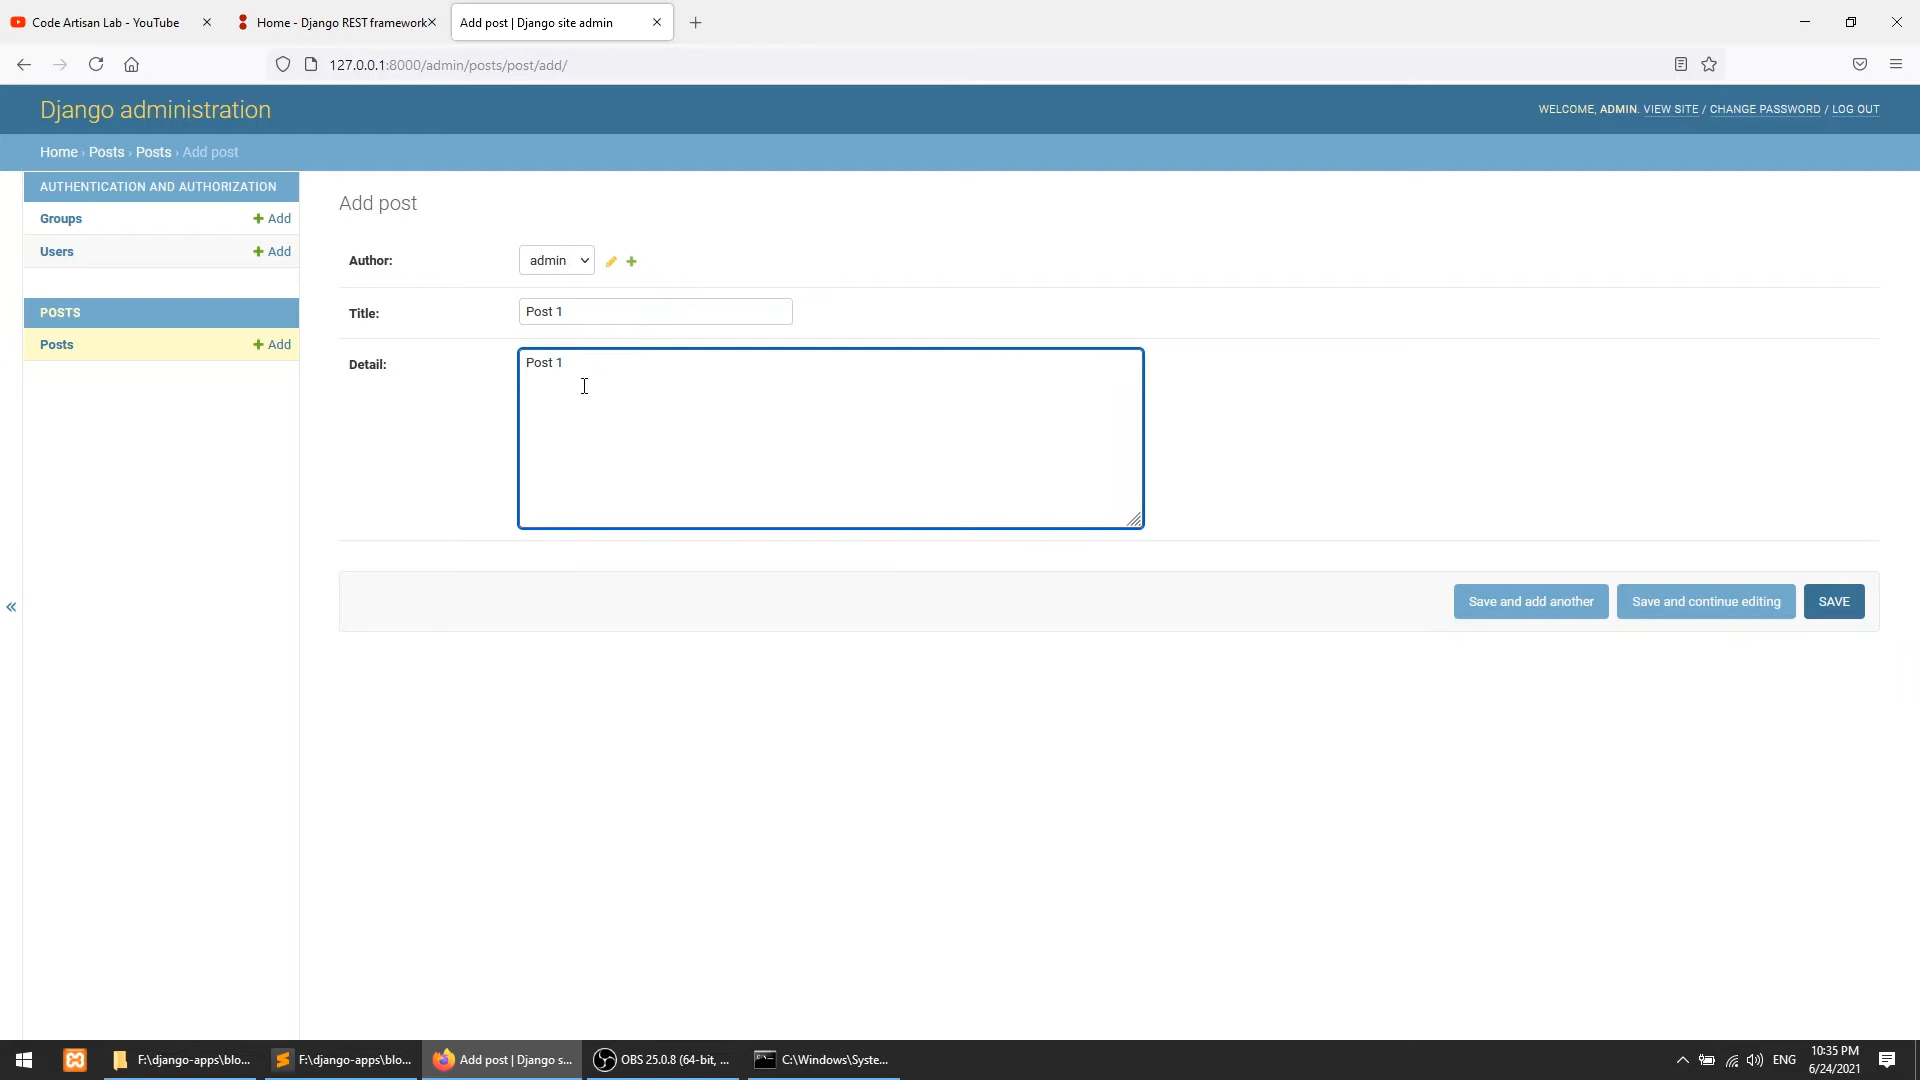 Code Artisan Lab - YouTube
Home - Django REST framework
Add post | Django site admin
127.0.0.1:8000/admin/posts/post/add/
Django administration
WELCOME, ADMIN. VIEW SITE / CHANGE PASSWORD / LOG OUT
Home › Posts › Posts › Add post
AUTHENTICATION AND AUTHORIZATION
Groups
Add
Users
Add
POSTS
Posts
Add
Add post
Author:
admin
Title:
Post 1
Detail:
Post 1
Save and add another
Save and continue editing
SAVE
F:\django-apps\blo...
F:\django-apps\blo...
Add post | Django s...
OBS 25.0.8 (64-bit, ...
C:\Windows\Syste...
ENG
10:35 PM
6/24/2021